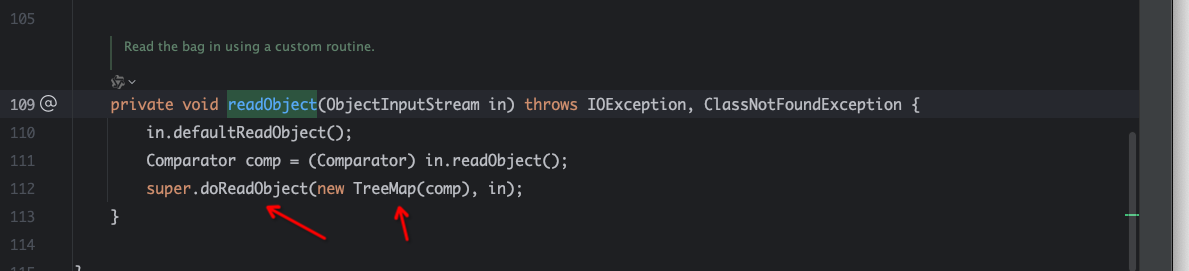 105
Read the bag in using a custom routine.
109 @ private void readObject(ObjectInputStream in) throws IOException, ClassNotFoundException {
110 in.defaultReadObject();
111 Comparator comp = (Comparator) in.readObject();
112 super.doReadObject(new TreeMap(comp), in);
113 }
114
}